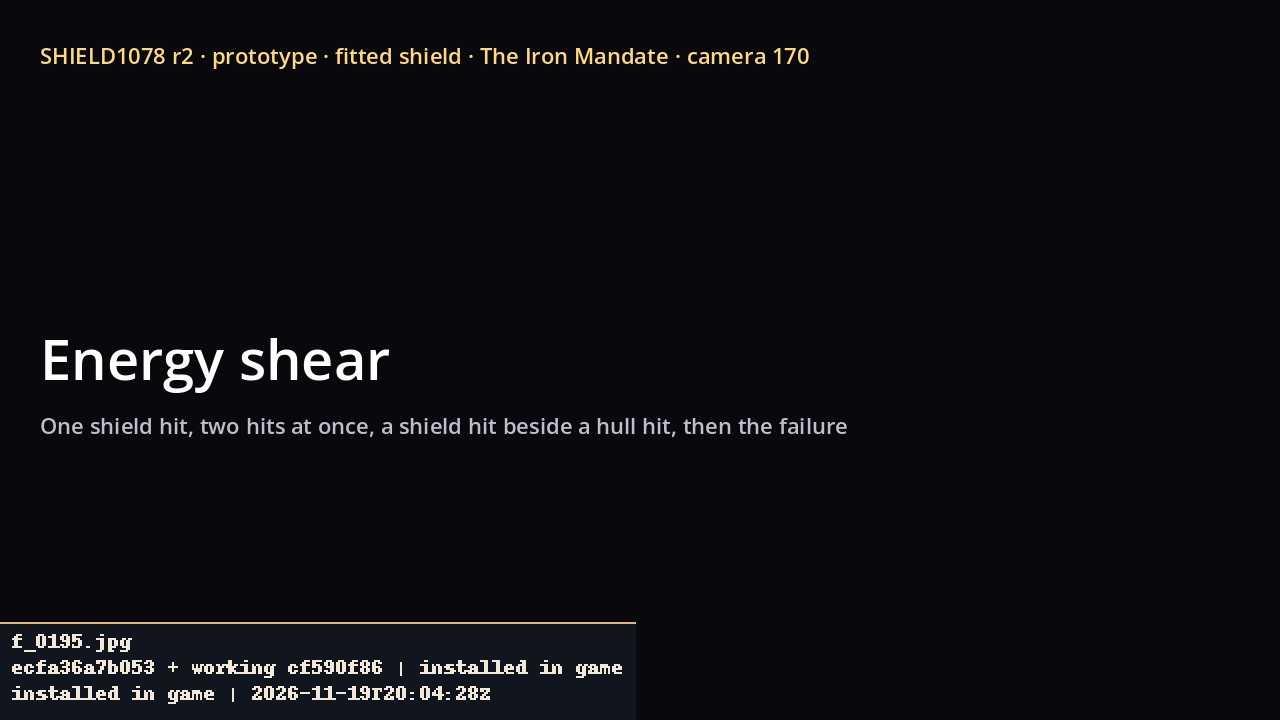 SHIELD1078 r2 · prototype · fitted shield · The Iron Mandate · camera 170
Energy shear
One shield hit, two hits at once, a shield hit beside a hull hit, then the failure
f_0195.jpg
ecfa36a7b053 + working cf590f86 | installed in game
installed in game | 2026-11-19T20:04:28Z